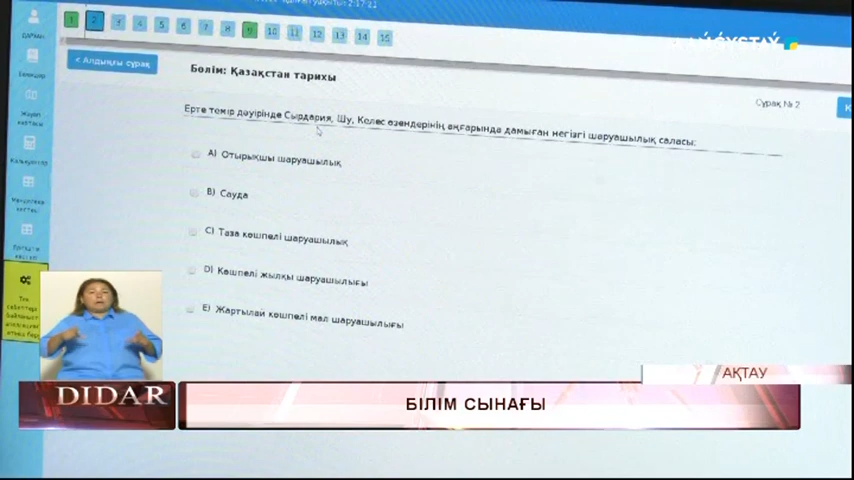 1 2 3 4 5 6 7 8 9 10 11 12 13 14 15
MAŃǴYSTAÝ
< Алдыңғы сұрақ
Бөлім: Қазақстан тарихы
Сұрақ № 2
Ерте темір дәуірінде Сырдария, Шу, Келес өзендерінің аңғарында дамыған негізгі шаруашылық саласы:
A) Отырықшы шаруашылық
B) Сауда
C) Таза көшпелі шаруашылық
D) Көшпелі жылқы шаруашылығы
E) Жартылай көшпелі мал шаруашылығы
Калькулятор
АҚТАУ
DIDAR
БІЛІМ СЫНАҒЫ